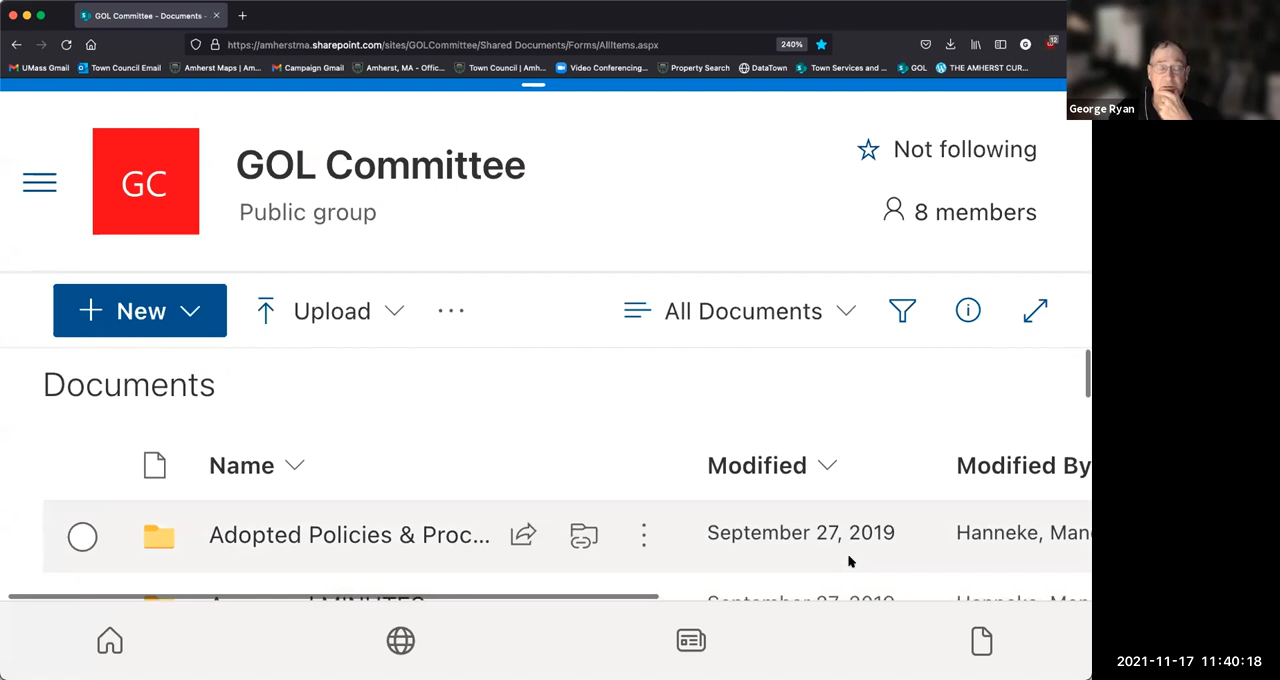 GOL Committee - Documents -
https://amherstma.sharepoint.com/sites/GOLCommittee/Shared Documents/Forms/AllItems.aspx 240% 12
UMass Gmail Town Council Email Amherst Maps | Am... Campaign Gmail Amherst, MA - Offic... Town Council | Amh... Video Conferencing... Property Search DataTown Town Services and ... GOL THE AMHERST CUR...
George Ryan
GC
GOL Committee
Public group
Not following
8 members
New Upload ... All Documents
Documents
Name Modified Modified By
Adopted Policies & Proc... September 27, 2019 Hanneke, Man
2021-11-17 11:40:18